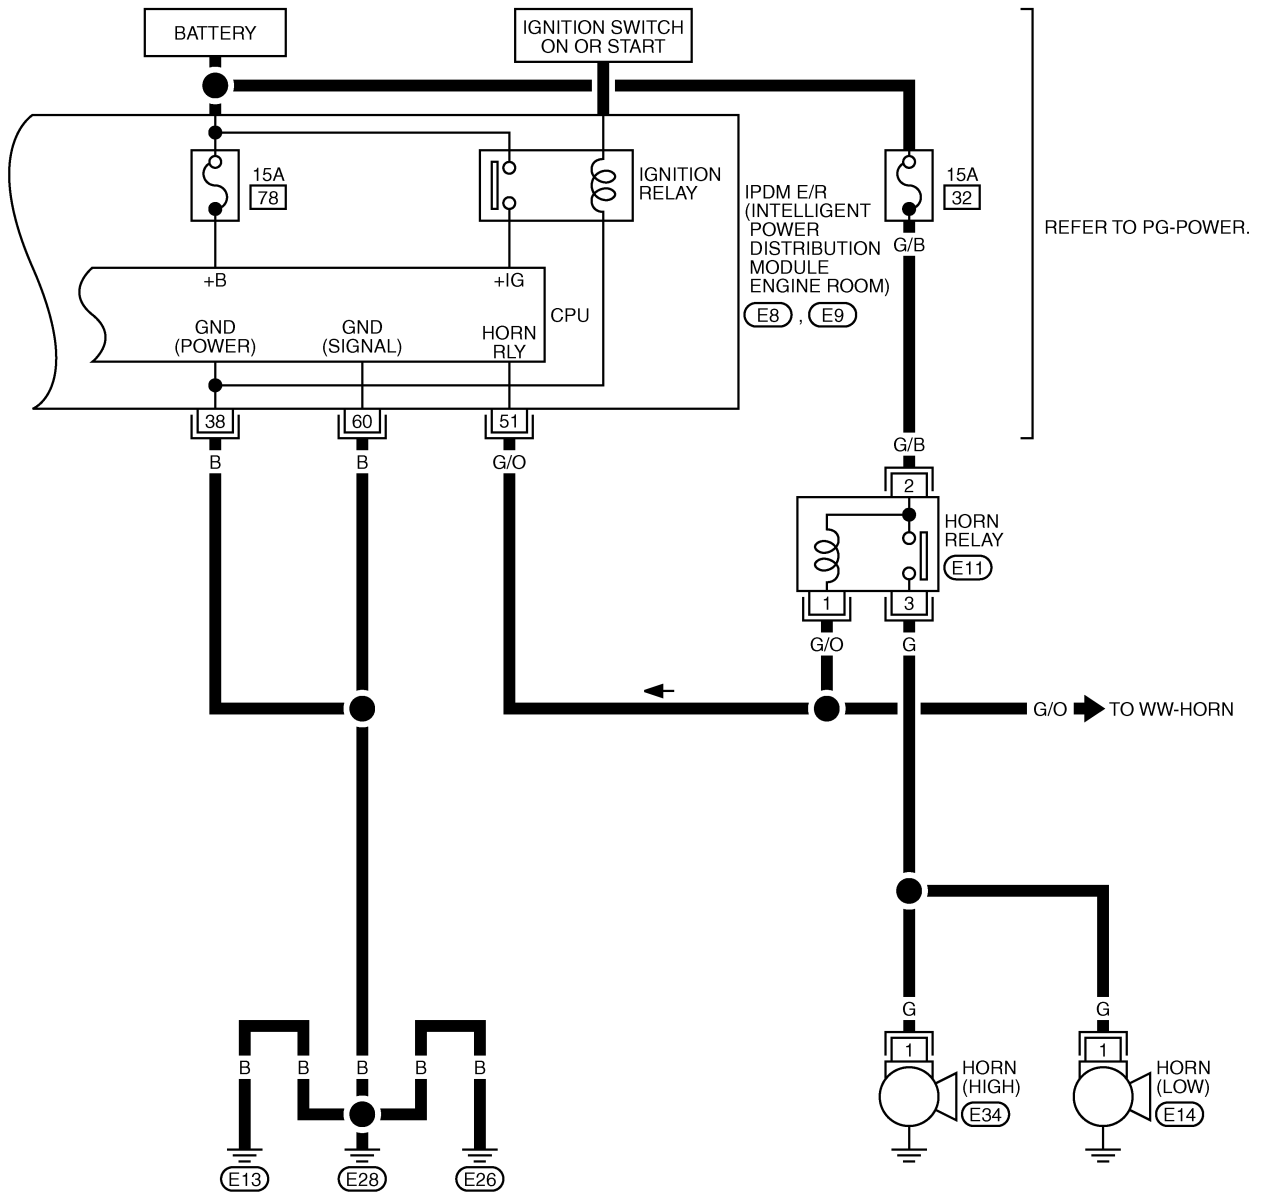 BATTERY
IGNITION SWITCH
ON OR START
15A
78
IGNITION
RELAY
IPDM E/R
(INTELLIGENT
POWER
DISTRIBUTION
MODULE
ENGINE ROOM)
E8 , E9
15A
32
G/B
REFER TO PG-POWER.
+B
+IG
CPU
GND
(POWER)
GND
(SIGNAL)
HORN
RLY
38
60
51
B
B
G/O
G/B
2
HORN
RELAY
E11
1
3
G/O
G
G/O
TO WW-HORN
G
G
1
1
HORN
(HIGH)
E34
HORN
(LOW)
E14
B
B
B
B
B
E13
E28
E26